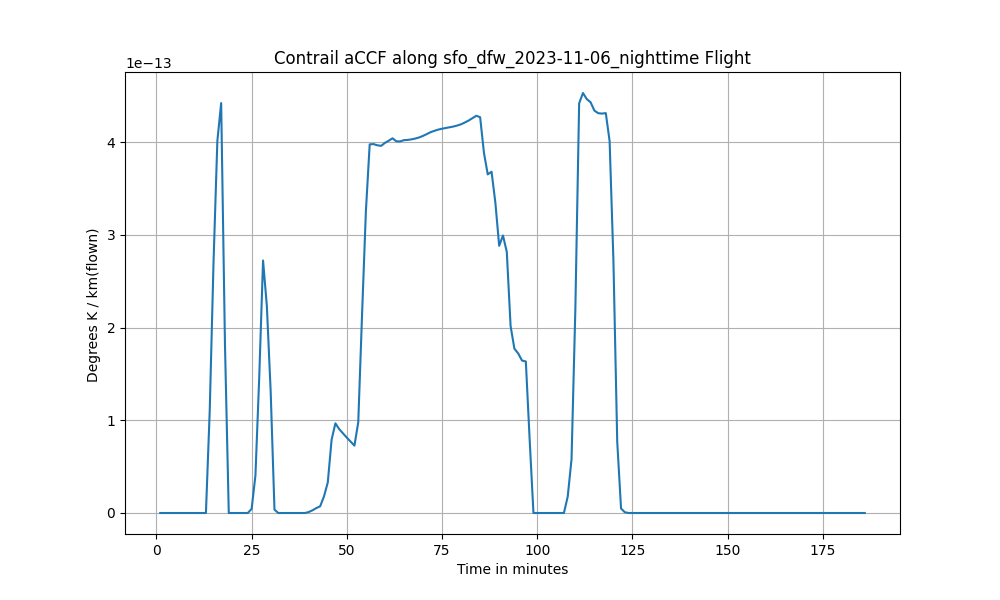 Contrail aCCF along sfo_dfw_2023-11-06_nighttime Flight
1e−13
4
3
2
1
0
Degrees K / km(flown)
0 25 50 75 100 125 150 175
Time in minutes